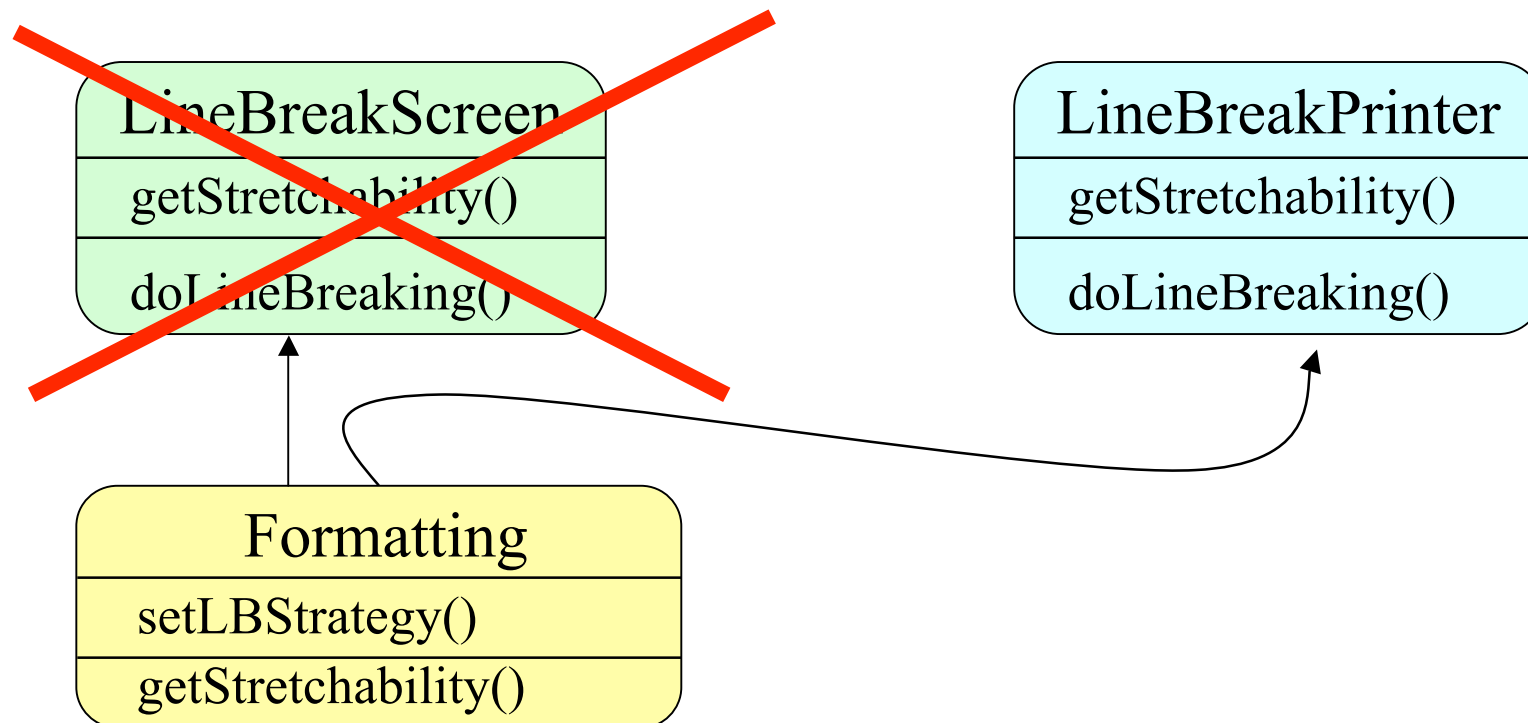 LineBreakScreen
getStretchability()
doLineBreaking()
LineBreakPrinter
getStretchability()
doLineBreaking()
Formatting
setLBStrategy()
getStretchability()